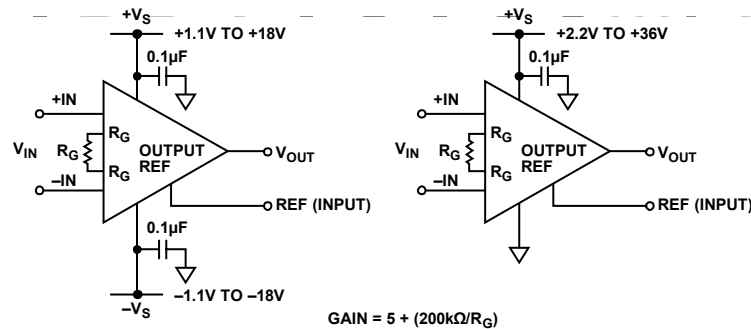 +VS
+1.1V TO +18V
0.1µF
+IN
RG
VIN
RG
OUTPUT
REF
VOUT
RG
–IN
REF (INPUT)
0.1µF
–1.1V TO –18V
–VS
+VS
+2.2V TO +36V
0.1µF
+IN
RG
VIN
RG
OUTPUT
REF
VOUT
RG
–IN
REF (INPUT)
GAIN = 5 + (200kΩ/RG)